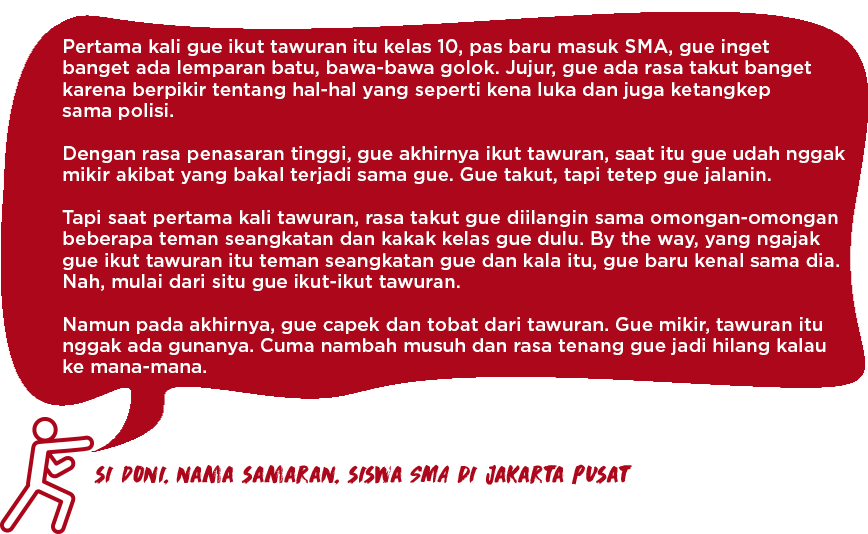 Pertama kali gue ikut tawuran itu kelas 10, pas baru masuk SMA, gue inget
banget ada lemparan batu, bawa-bawa golok. Jujur, gue ada rasa takut banget
karena berpikir tentang hal-hal yang seperti kena luka dan juga ketangkep
sama polisi.
Dengan rasa penasaran tinggi, gue akhirnya ikut tawuran, saat itu gue udah nggak
mikir akibat yang bakal terjadi sama gue. Gue takut, tapi tetep gue jalanin.
Tapi saat pertama kali tawuran, rasa takut gue diilangin sama omongan-omongan
beberapa teman seangkatan dan kakak kelas gue dulu. By the way, yang ngajak
gue ikut tawuran itu teman seangkatan gue dan kala itu, gue baru kenal sama dia.
Nah, mulai dari situ gue ikut-ikut tawuran.
Namun pada akhirnya, gue capek dan tobat dari tawuran. Gue mikir, tawuran itu
nggak ada gunanya. Cuma nambah musuh dan rasa tenang gue jadi hilang kalau
ke mana-mana.
SI DONI. NAMA SAMARAN. SISWA SMA DI JAKARTA PUSAT